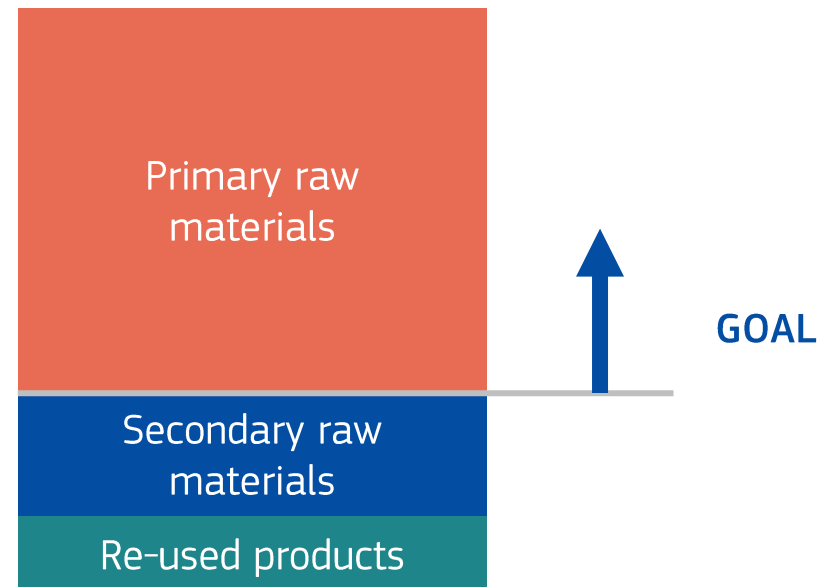 Primary raw
materials
GOAL
Secondary raw
materials
Re-used products